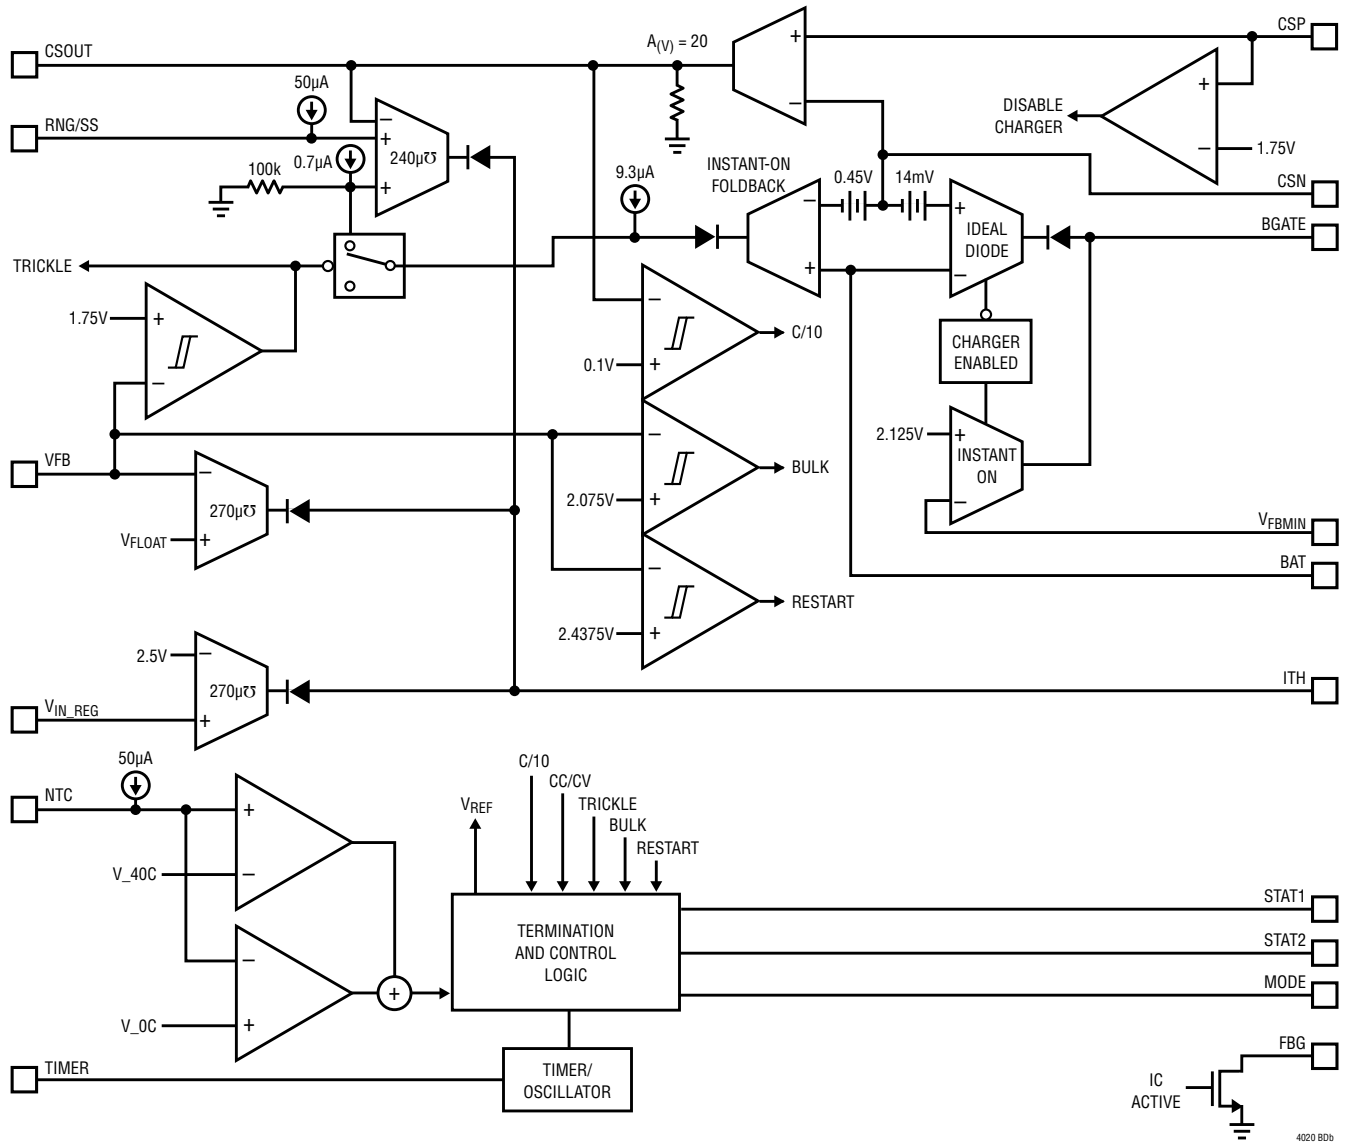 CSOUT
A(V) = 20
+
CSP
50µA
+
RNG/SS
–
+
240µ℧
–
DISABLE
CHARGER
–
1.75V
0.7µA
100k
+
INSTANT-ON
FOLDBACK
0.45V
14mV
CSN
9.3µA
–
+
IDEAL
DIODE
BGATE
TRICKLE
+
–
1.75V
+
–
–
C/10
CHARGER
ENABLED
0.1V
+
2.125V
+
INSTANT
ON
–
VFB
–
–
BULK
270µ℧
2.075V
+
VFLOAT
+
VFBMIN
BAT
–
RESTART
2.4375V
+
2.5V
–
270µ℧
ITH
VIN_REG
+
50µA
NTC
+
V_40C
–
C/10
CC/CV
VREF
TRICKLE
BULK
RESTART
STAT1
TERMINATION
AND CONTROL
LOGIC
STAT2
–
MODE
+
V_0C
+
FBG
TIMER
TIMER/
OSCILLATOR
IC
ACTIVE
4020 BDb